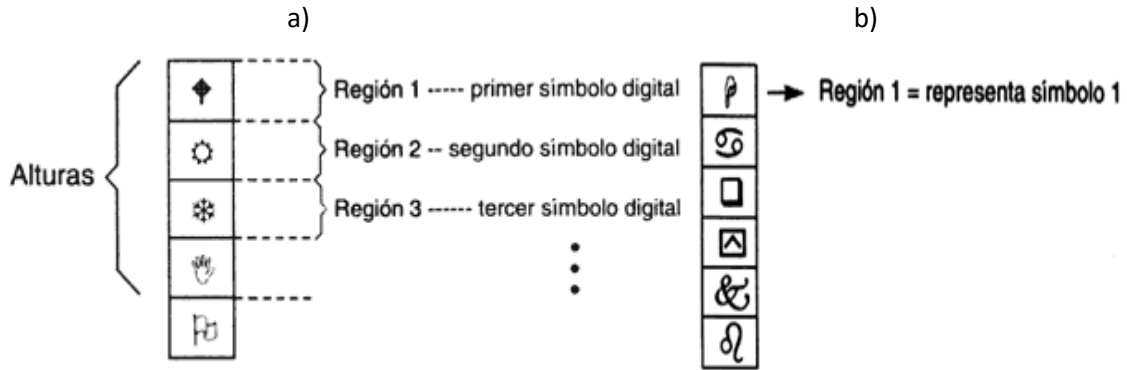 a) b)
Región 1 ----- primer símbolo digital
Región 1 = representa símbolo 1
Región 2 -- segundo símbolo digital
Alturas
Región 3 ------ tercer símbolo digital
&